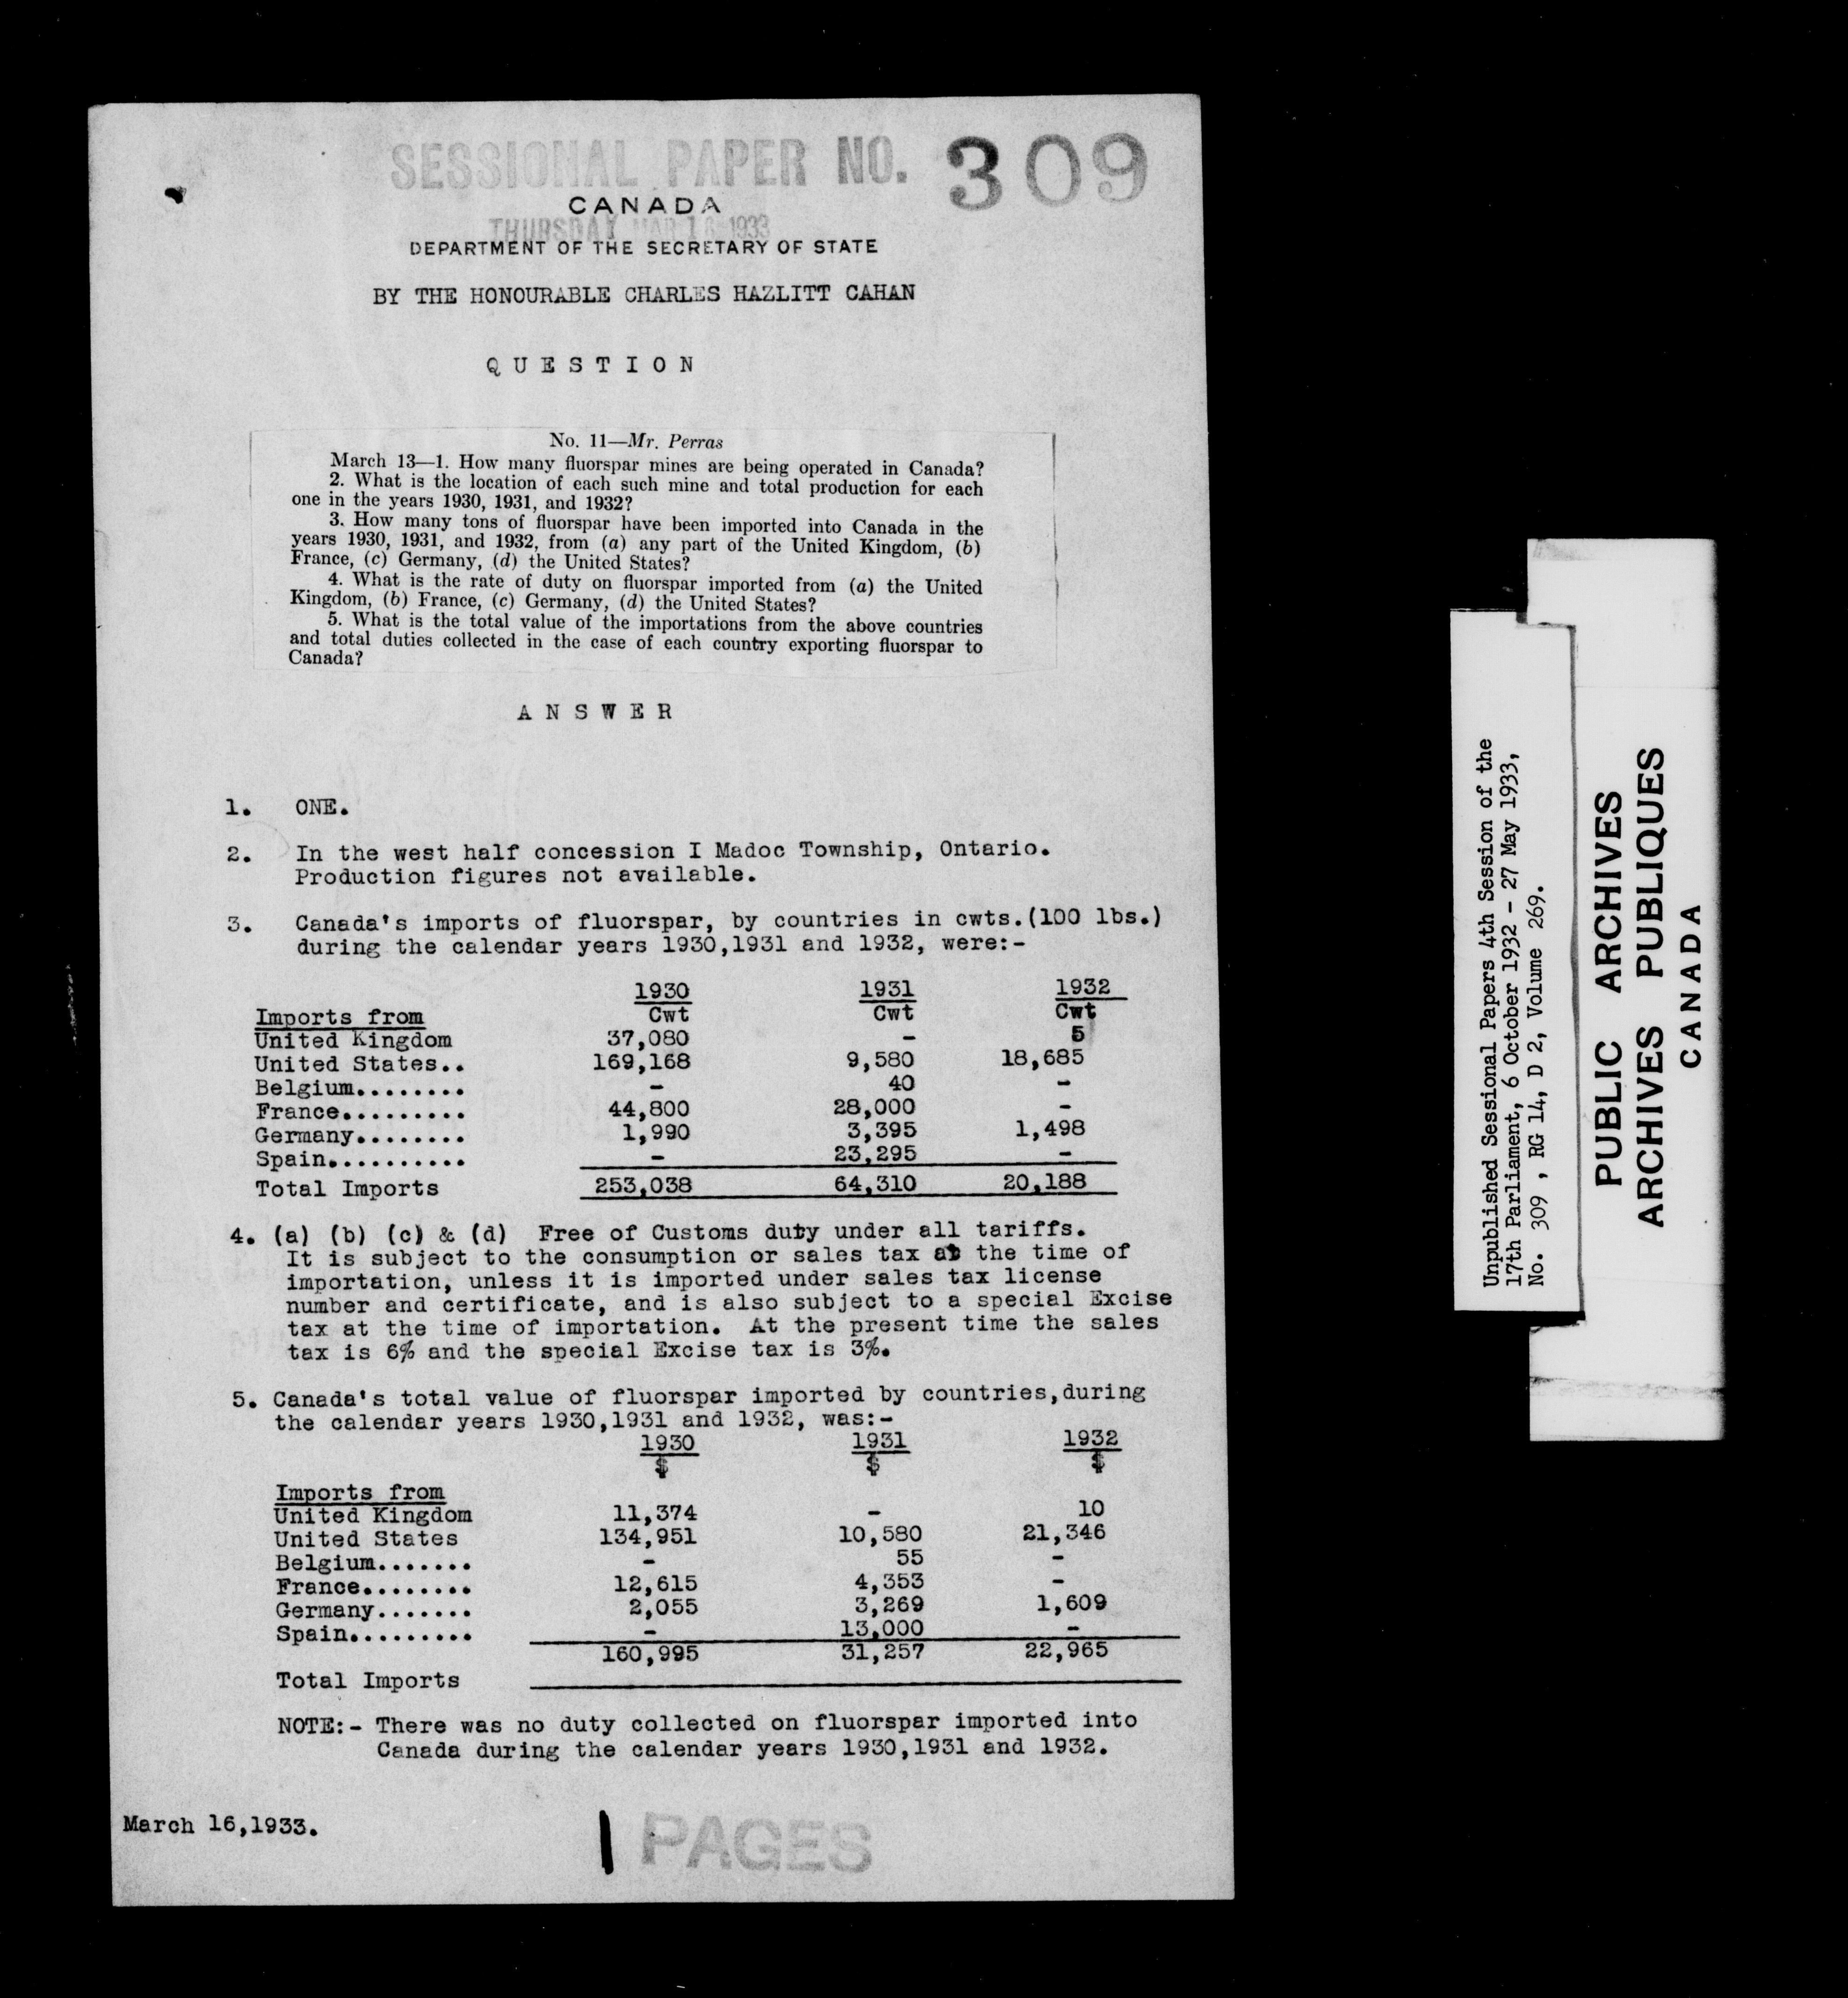 SESSIONAL PAPER NO. 309
CANADA
THURSDAY MAR 16 1933
DEPARTMENT OF THE SECRETARY OF STATE
BY THE HONOURABLE CHARLES HAZLITT CAHAN
QUESTION
No. 11—Mr. Perras
March 13—1. How many fluorspar mines are being operated in Canada?
2. What is the location of each such mine and total production for each
one in the years 1930, 1931, and 1932?
3. How many tons of fluorspar have been imported into Canada in the
years 1930, 1931, and 1932, from (a) any part of the United Kingdom, (b)
France, (c) Germany, (d) the United States?
4. What is the rate of duty on fluorspar imported from (a) the United
Kingdom, (b) France, (c) Germany, (d) the United States?
5. What is the total value of the importations from the above countries
and total duties collected in the case of each country exporting fluorspar to
Canada?
ANSWER
1. ONE.
2. In the west half concession I Madoc Township, Ontario.
Production figures not available.
3. Canada's imports of fluorspar, by countries in cwts.(100 lbs.)
during the calendar years 1930,1931 and 1932, were:-
1930 1931 1932
Imports from Cwt Cwt Cwt
United Kingdom 37,080 - 5
United States.. 169,168 9,580 18,685
Belgium........ - 40 -
France......... 44,800 28,000 -
Germany........ 1,990 3,395 1,498
Spain.......... - 23,295 -
Total Imports 253,038 64,310 20,188
4. (a) (b) (c) & (d) Free of Customs duty under all tariffs.
It is subject to the consumption or sales tax at the time of
importation, unless it is imported under sales tax license
number and certificate, and is also subject to a special Excise
tax at the time of importation. At the present time the sales
tax is 6% and the special Excise tax is 3%.
5. Canada's total value of fluorspar imported by countries,during
the calendar years 1930,1931 and 1932, was:-
1930 1931 1932
$ $ $
Imports from
United Kingdom 11,374 - 10
United States 134,951 10,580 21,346
Belgium....... - 55 -
France........ 12,615 4,353 -
Germany....... 2,055 3,269 1,609
Spain......... - 13,000 -
160,995 31,257 22,965
Total Imports
NOTE:- There was no duty collected on fluorspar imported into
Canada during the calendar years 1930,1931 and 1932.
March 16,1933.
1 PAGES
Unpublished Sessional Papers 4th Session of the
17th Parliament, 6 October 1932 - 27 May 1933,
No. 309 , RG 14, D 2, Volume 269.
PUBLIC ARCHIVES
ARCHIVES PUBLIQUES
CANADA